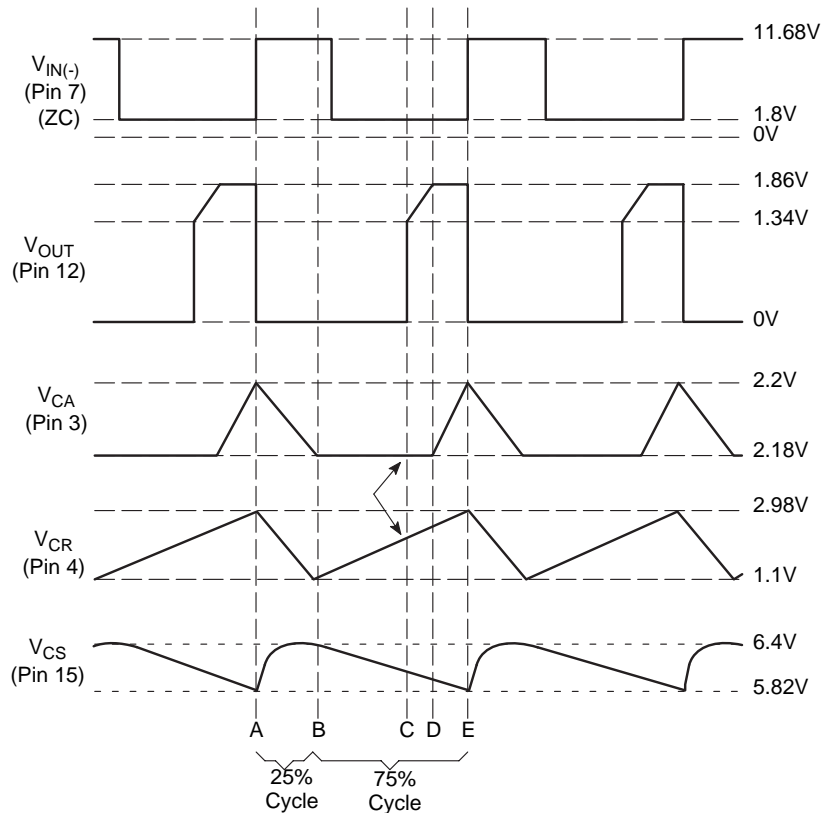 11.68V
V_IN(-)
(Pin 7)
(ZC)
1.8V
0V
1.86V
1.34V
V_OUT
(Pin 12)
0V
2.2V
V_CA
(Pin 3)
2.18V
2.98V
V_CR
(Pin 4)
1.1V
6.4V
V_CS
(Pin 15)
5.82V
A B C D E
25% 75%
Cycle Cycle